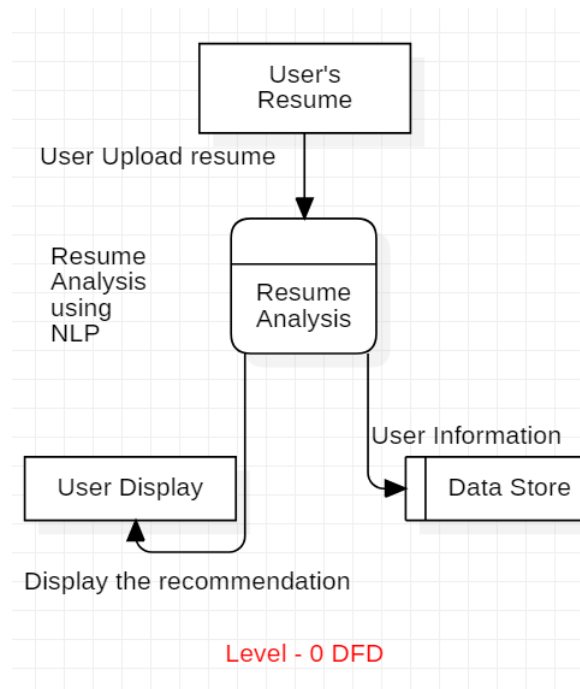 User's
Resume
User Upload resume
Resume
Analysis
using
NLP
Resume
Analysis
User Information
User Display
Data Store
Display the recommendation
Level - 0 DFD